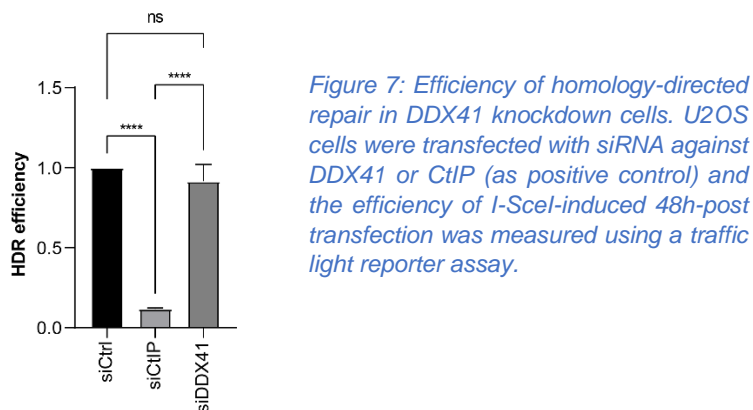 ns
****
****
1.5
1.0
0.5
0.0
HDR efficiency
siCtrl
siCtIP
siDDX41
Figure 7: Efficiency of homology-directed
repair in DDX41 knockdown cells. U2OS
cells were transfected with siRNA against
DDX41 or CtIP (as positive control) and
the efficiency of I-SceI-induced 48h-post
transfection was measured using a traffic
light reporter assay.